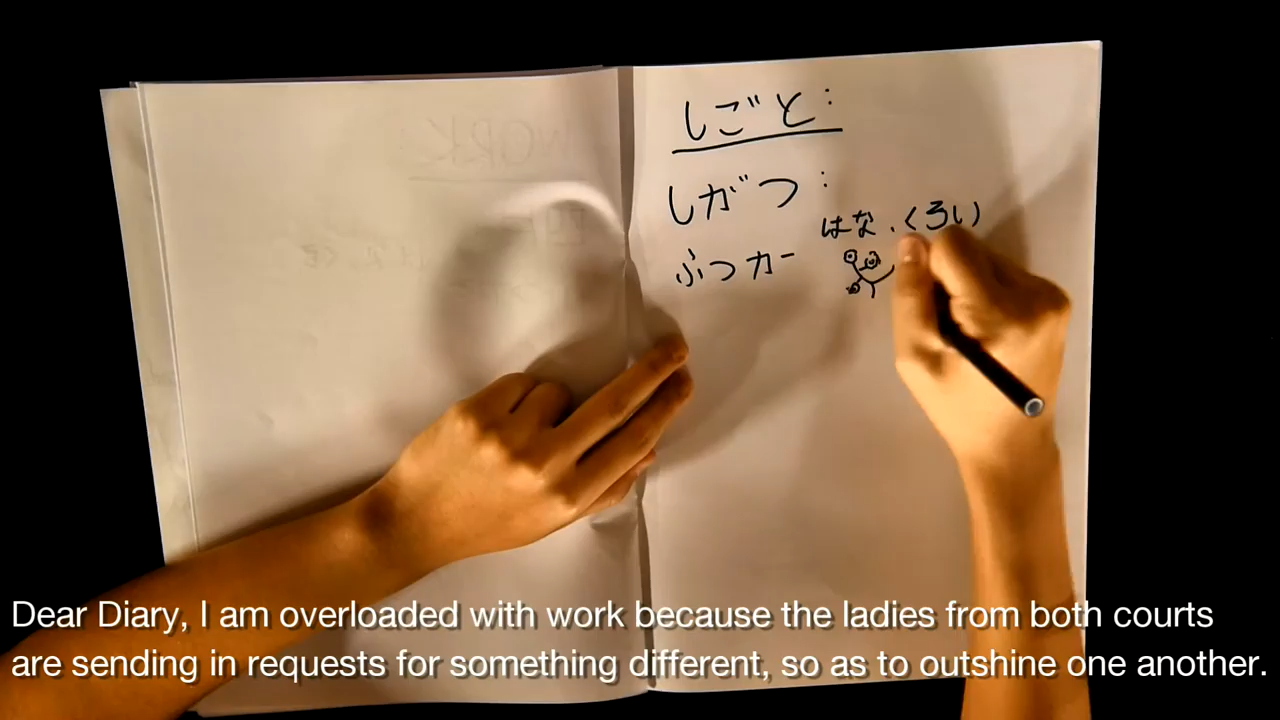 しごと:
しがつ:
はな、くろい
ふつカー
Dear Diary, I am overloaded with work because the ladies from both courts
are sending in requests for something different, so as to outshine one another.